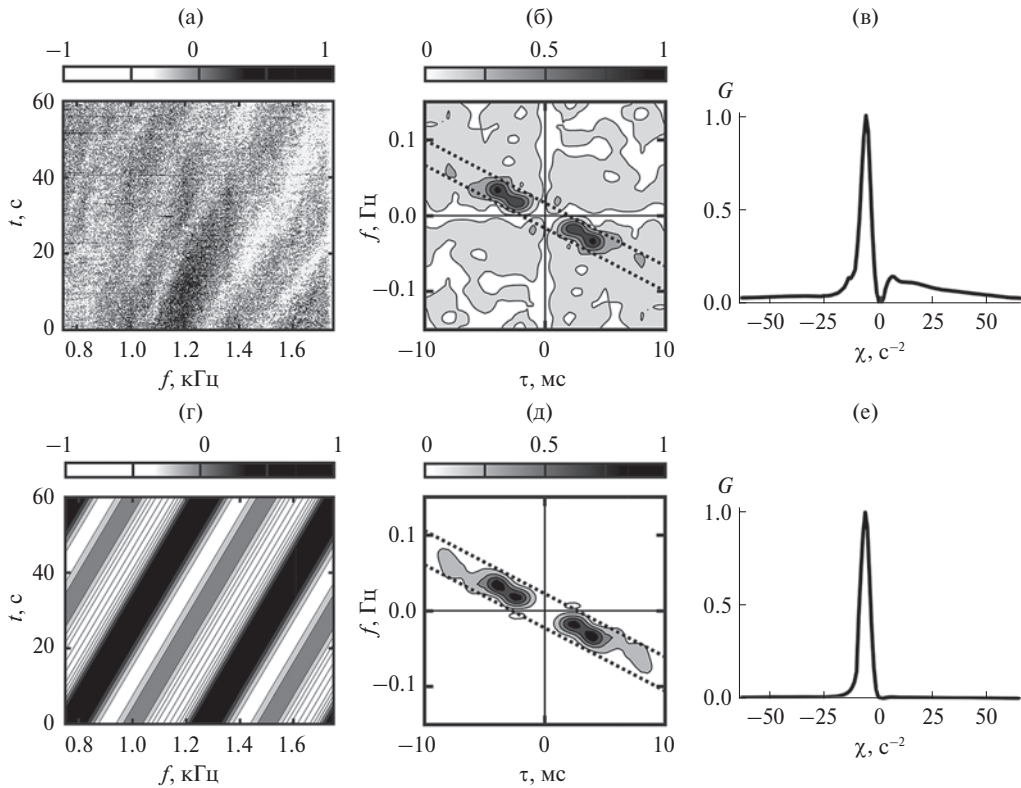 (а)
−1 0 1
60
40
20
0
t, с
0.8 1.0 1.2 1.4 1.6
f, кГц
(б)
0 0.5 1
0.1
0.0
−0.1
f, Гц
−10 0 10
τ, мс
(в)
G
1.0
0.5
0.0
−50 −25 0 25 50
χ, с⁻²
(г)
−1 0 1
60
40
20
0
t, с
0.8 1.0 1.2 1.4 1.6
f, кГц
(д)
0 0.5 1
0.1
0.0
−0.1
f, Гц
−10 0 10
τ, мс
(е)
G
1.0
0.5
0.0
−50 −25 0 25 50
χ, с⁻²